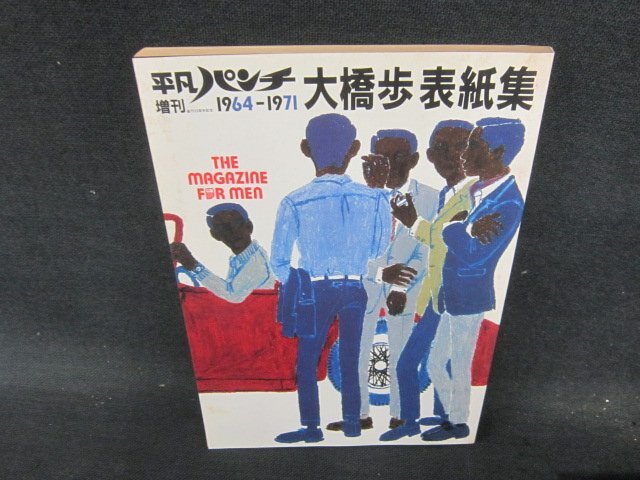 平凡パンチ 大橋歩 表紙集
増刊 1964-1971
THE
MAGAZINE
FOR MEN